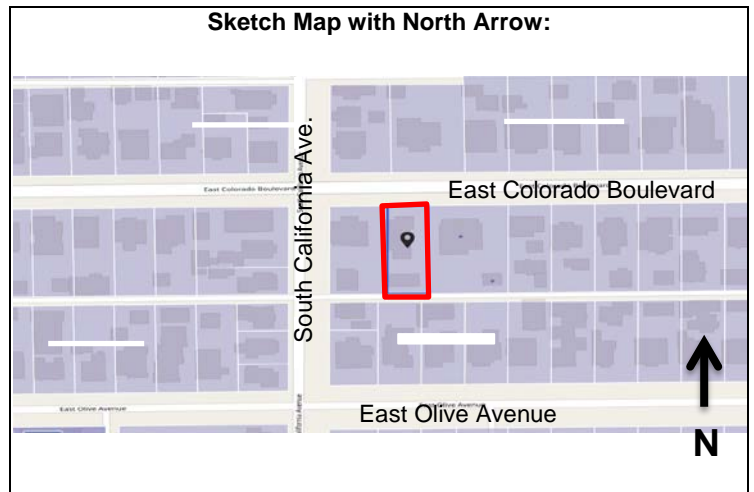 Sketch Map with North Arrow:
South California Ave.
East Colorado Boulevard
East Colorado Boulevard
East Olive Avenue
East Olive Avenue
N